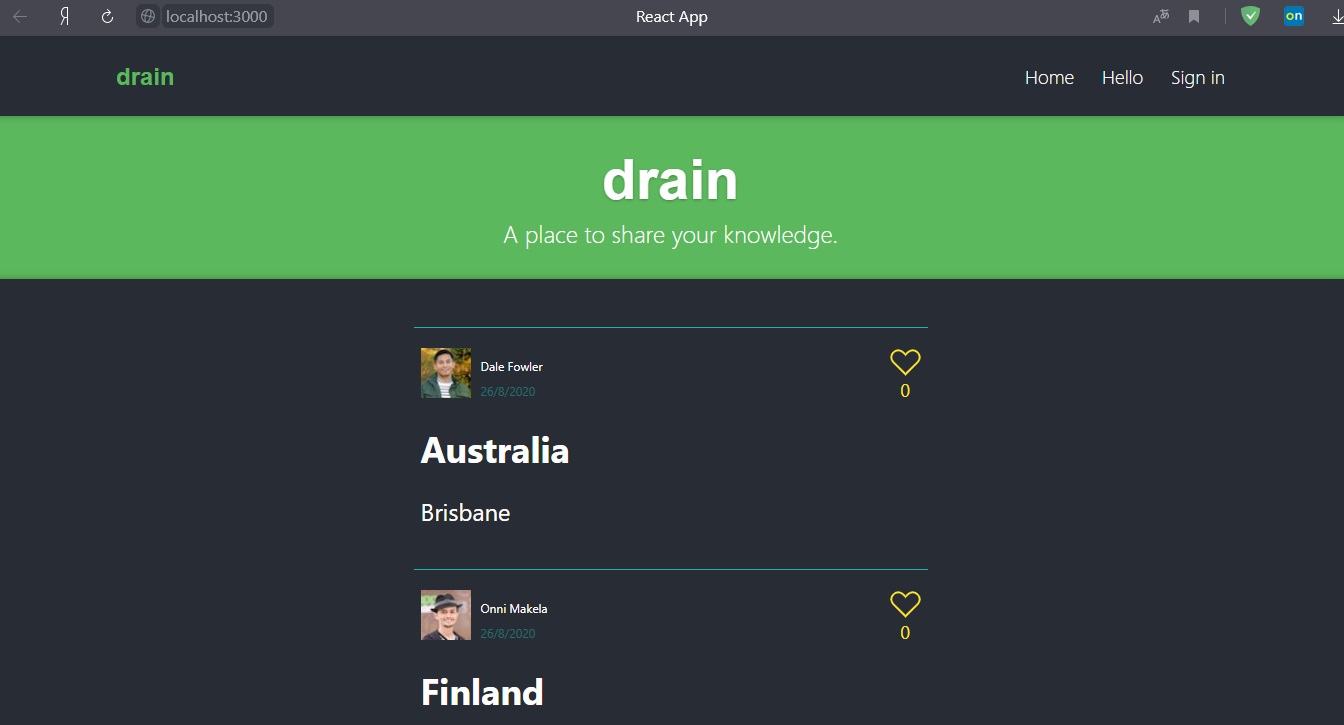 localhost:3000 React App on
drain Home Hello Sign in
drain
A place to share your knowledge.
Dale Fowler
26/8/2020
0
Australia
Brisbane
Onni Makela
26/8/2020
0
Finland